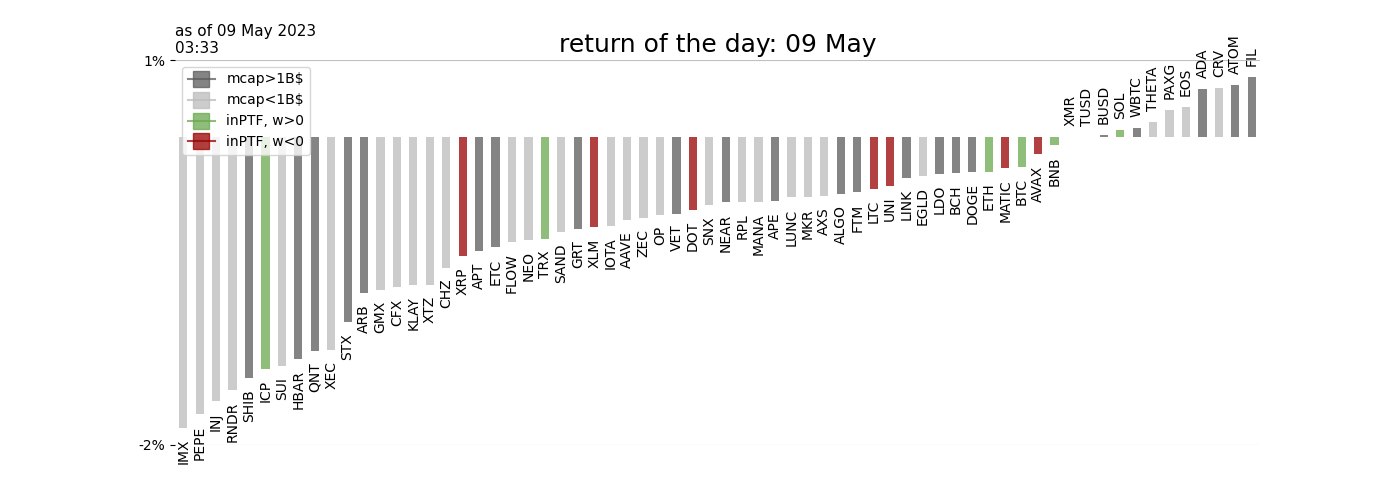 as of 09 May 2023
03:33
return of the day: 09 May
1%
mcap>1B$
mcap<1B$
inPTF, w>0
inPTF, w<0
-2%
IMX
PEPE
INJ
RNDR
SHIB
ICP
SUI
HBAR
QNT
XEC
STX
ARB
GMX
CFX
KLAY
XTZ
CHZ
XRP
APT
ETC
FLOW
NEO
TRX
SAND
GRT
XLM
IOTA
AAVE
ZEC
OP
VET
DOT
SNX
NEAR
RPL
MANA
APE
LUNC
MKR
AXS
ALGO
FTM
LTC
UNI
LINK
EGLD
LDO
BCH
DOGE
ETH
MATIC
BTC
AVAX
BNB
XMR
TUSD
BUSD
SOL
WBTC
THETA
PAXG
EOS
ADA
CRV
ATOM
FIL